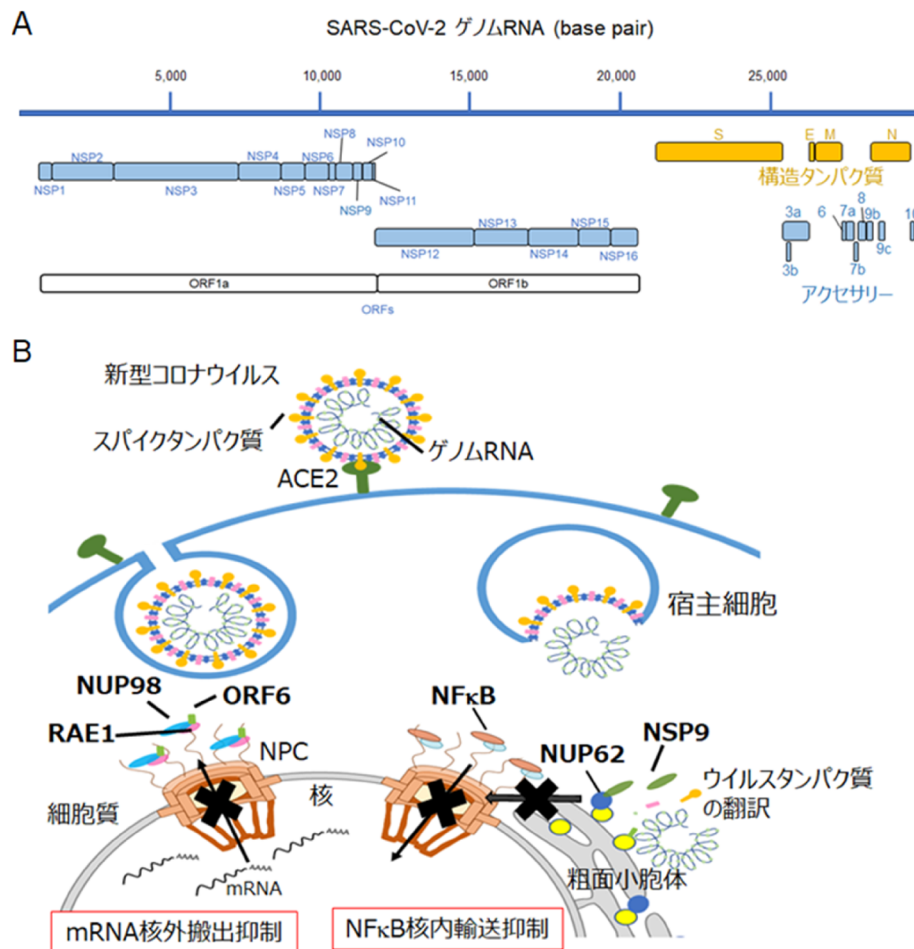 A
SARS-CoV-2 ゲノムRNA (base pair)
5,000
10,000
15,000
20,000
25,000
NSP8
NSP10
NSP2
NSP4
NSP6
NSP1
NSP3
NSP5
NSP7
NSP9
NSP11
S
E
M
N
構造タンパク質
NSP13
NSP15
NSP12
NSP14
NSP16
3a
6
7a
8
9b
10
3b
7b
9c
アクセサリー
ORF1a
ORF1b
ORFs
B
新型コロナウイルス
スパイクタンパク質
ゲノムRNA
ACE2
宿主細胞
NUP98
ORF6
RAE1
NPC
NFκB
NUP62
NSP9
ウイルスタンパク質
の翻訳
細胞質
核
mRNA
粗面小胞体
mRNA核外搬出抑制
NFκB核内輸送抑制